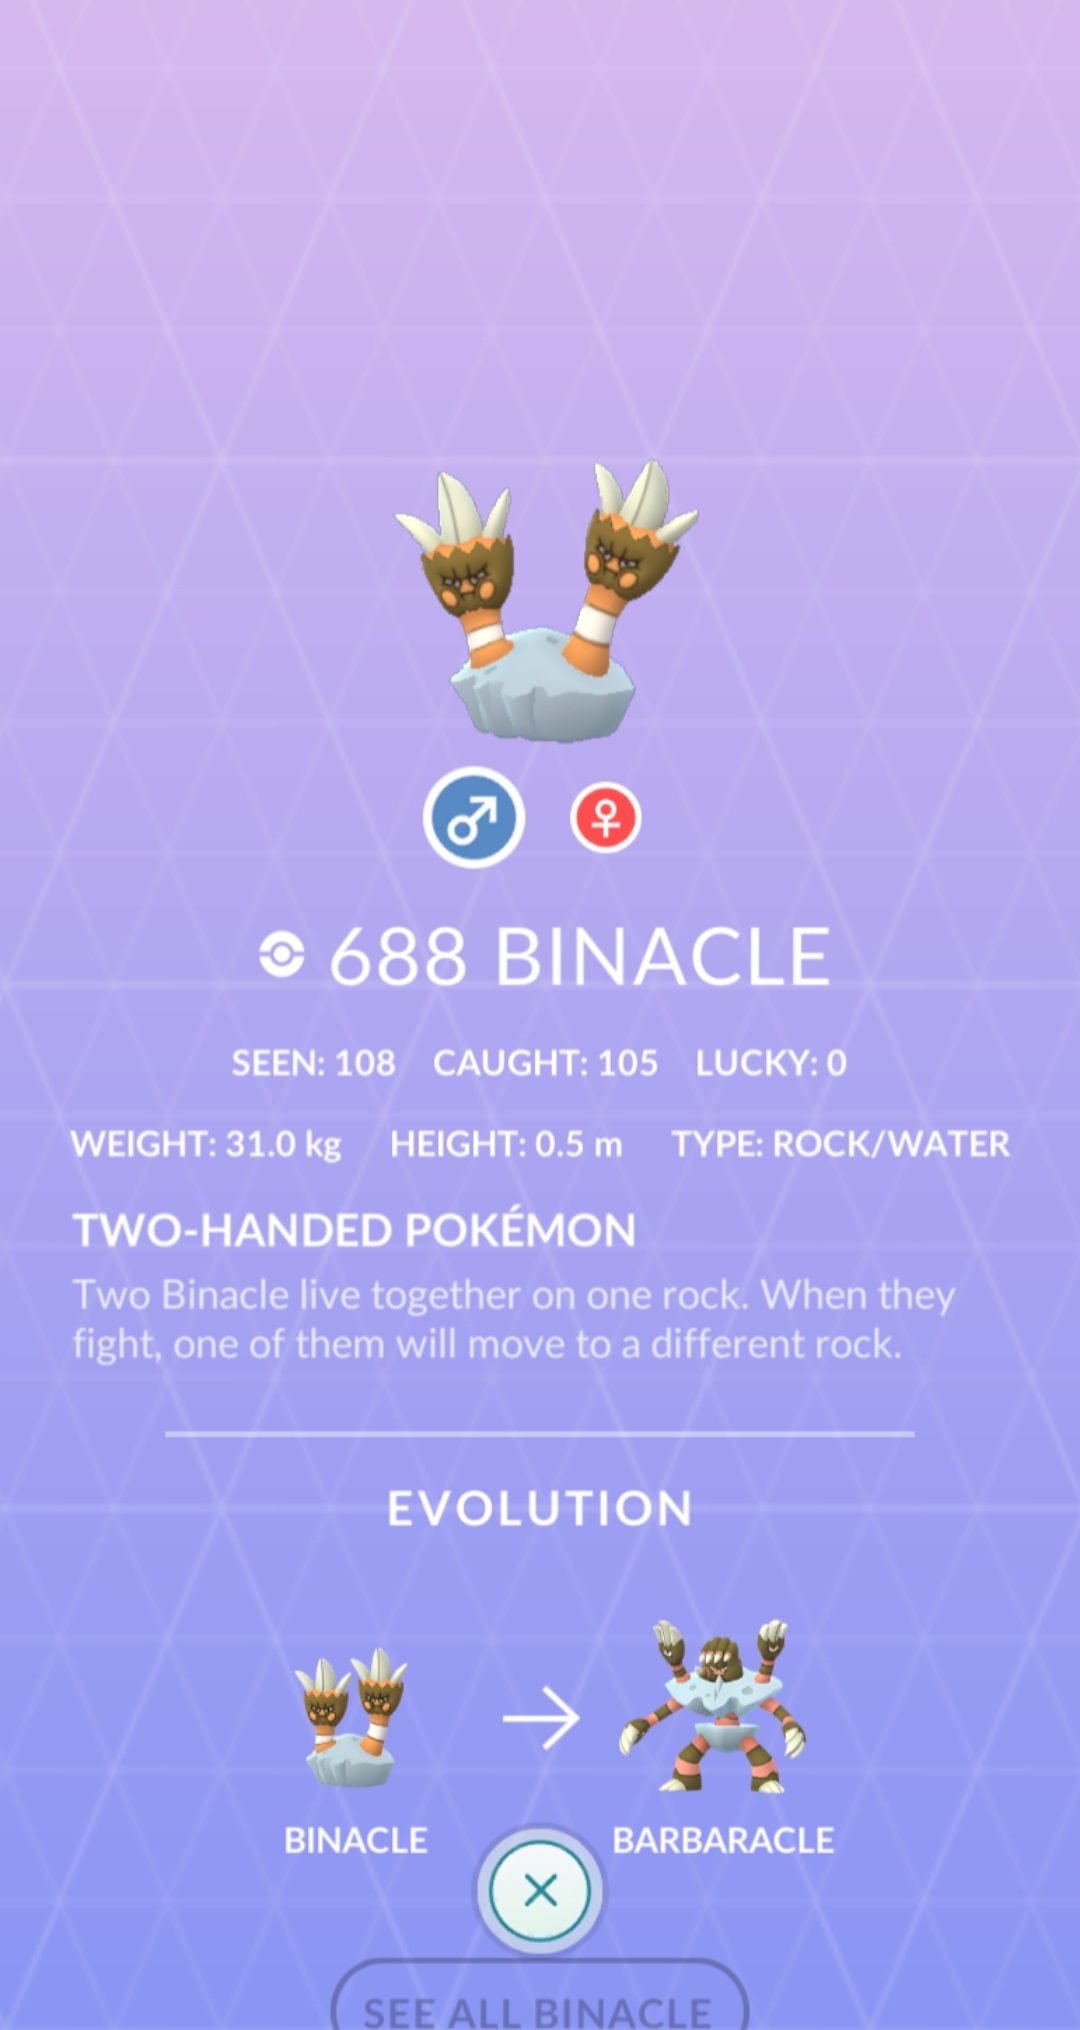 688 BINACLE
SEEN: 108 CAUGHT: 105 LUCKY: 0
WEIGHT: 31.0 kg HEIGHT: 0.5 m TYPE: ROCK/WATER
TWO-HANDED POKÉMON
Two Binacle live together on one rock. When they
fight, one of them will move to a different rock.
EVOLUTION
BINACLE BARBARACLE
SEE ALL BINACLE